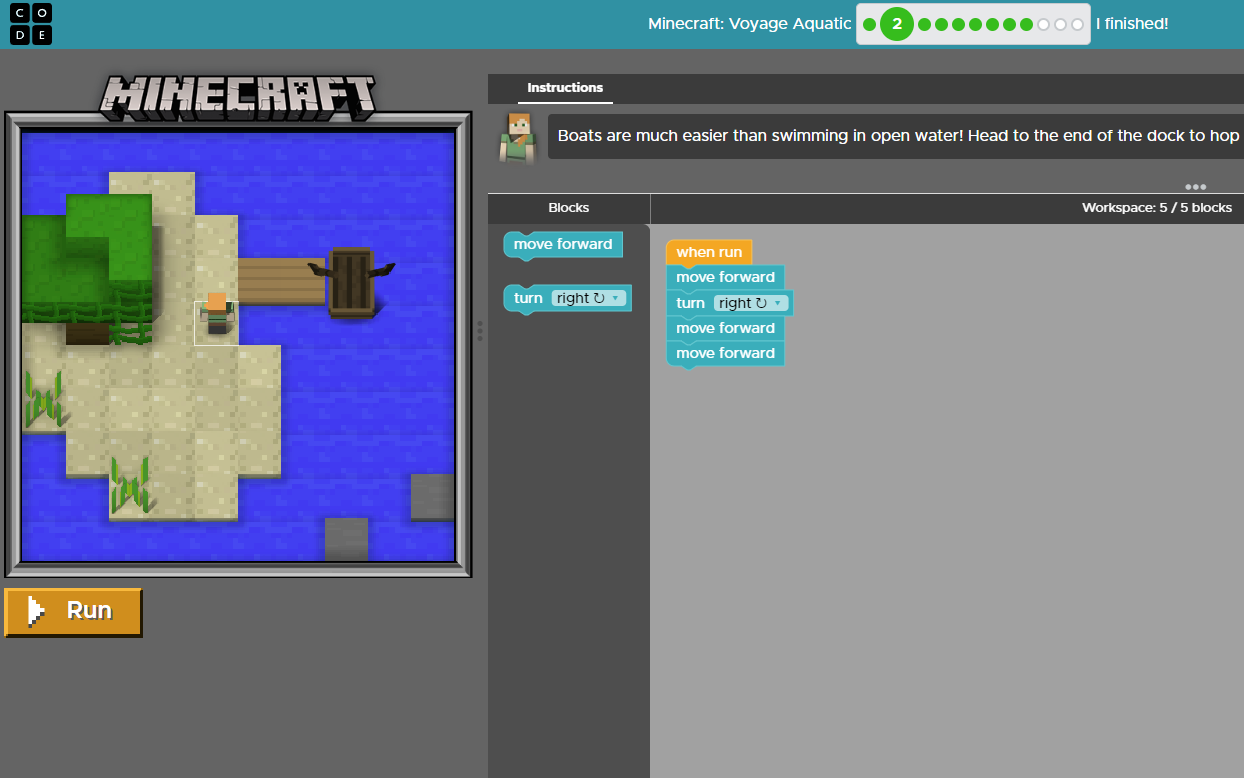 C O
D E
Minecraft: Voyage Aquatic
2
I finished!
MINECRAFT
Instructions
Boats are much easier than swimming in open water! Head to the end of the dock to hop
Blocks
Workspace: 5 / 5 blocks
move forward
turn right ↻
when run
move forward
turn right ↻
move forward
move forward
Run